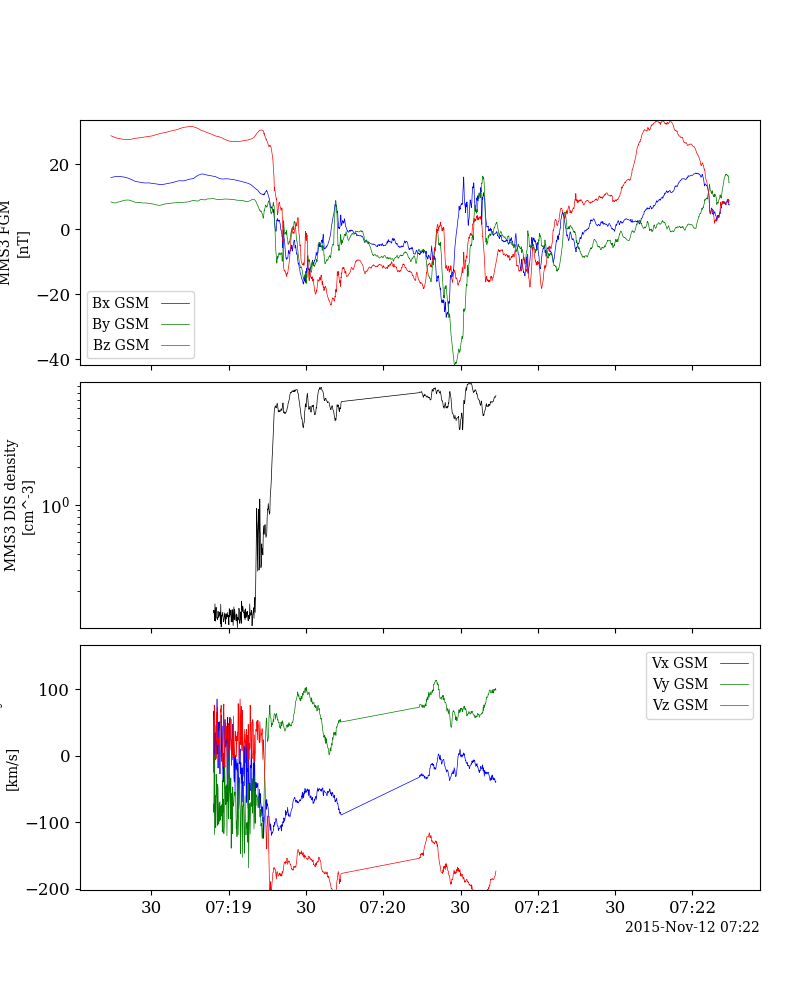 MMS3 FGM
[nT]
20
0
−20
−40
Bx GSM
By GSM
Bz GSM
MMS3 DIS density
[cm^-3]
10^0
[km/s]
100
0
−100
−200
Vx GSM
Vy GSM
Vz GSM
30 07:19 30 07:20 30 07:21 30 07:22
2015-Nov-12 07:22